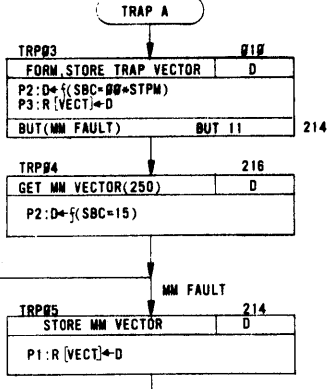 TRAP A
TRP03 010
FORM,STORE TRAP VECTOR D
P2:D←f(SBC=00*STPM)
P3:R[VECT]←D
BUT(MM FAULT) BUT 11 214
TRP04 216
GET MM VECTOR(250) D
P2:D←f(SBC=15)
MM FAULT
TRP05 214
STORE MM VECTOR D
P1:R[VECT]←D